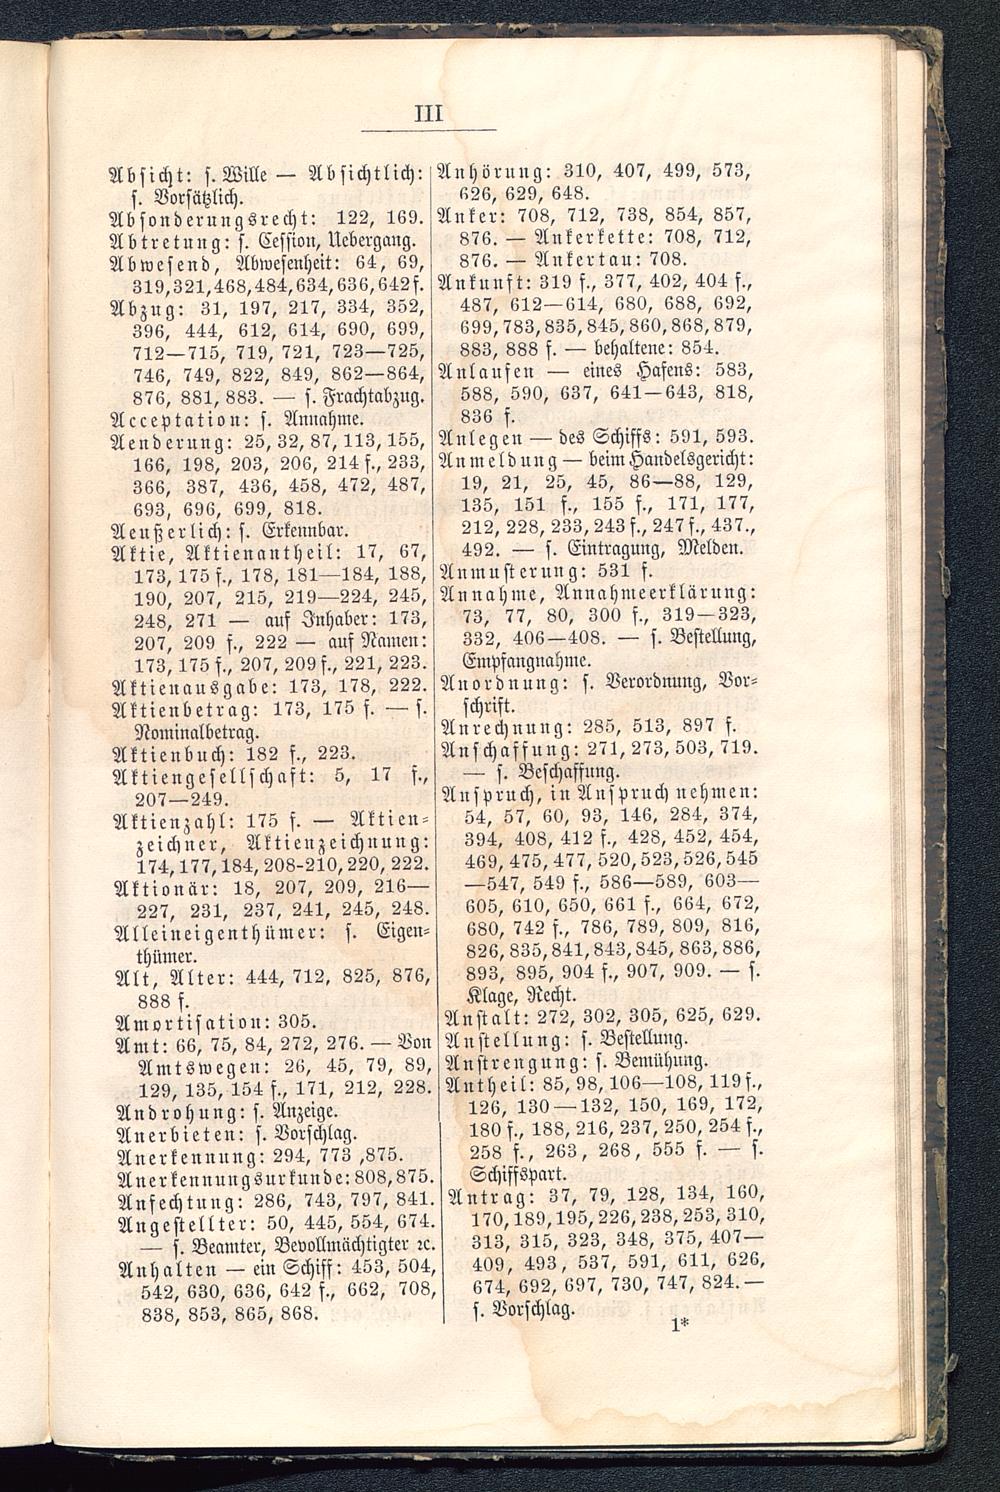 III
Absicht: s. Wille — Absichtlich:
s. Vorsätzlich.
Absonderungsrecht: 122, 169.
Abtretung: s. Cession, Uebergang.
Abwesend, Abwesenheit: 64, 69,
319, 321, 468, 484, 634, 636, 642 f.
Abzug: 31, 197, 217, 334, 352,
396, 444, 612, 614, 690, 699,
712—715, 719, 721, 723—725,
746, 749, 822, 849, 862—864,
876, 881, 883. — s. Frachtabzug.
Acceptation: s. Annahme.
Aenderung: 25, 32, 87, 113, 155,
166, 198, 203, 206, 214 f., 233,
366, 387, 436, 458, 472, 487,
693, 696, 699, 818.
Aeußerlich: s. Erkennbar.
Aktie, Aktienantheil: 17, 67,
173, 175 f., 178, 181—184, 188,
190, 207, 215, 219—224, 245,
248, 271 — auf Inhaber: 173,
207, 209 f., 222 — auf Namen:
173, 175 f., 207, 209 f., 221, 223.
Aktienausgabe: 173, 178, 222.
Aktienbetrag: 173, 175 f. — s.
Nominalbetrag.
Aktienbuch: 182 f., 223.
Aktiengesellschaft: 5, 17 f.,
207—249.
Aktienzahl: 175 f. — Aktien-
zeichner, Aktienzeichnung:
174, 177, 184, 208-210, 220, 222.
Aktionär: 18, 207, 209, 216—
227, 231, 237, 241, 245, 248.
Alleineigenthümer: s. Eigen-
thümer.
Alt, Alter: 444, 712, 825, 876,
888 f.
Amortisation: 305.
Amt: 66, 75, 84, 272, 276. — Von
Amtswegen: 26, 45, 79, 89,
129, 135, 154 f., 171, 212, 228.
Androhung: s. Anzeige.
Anerbieten: s. Vorschlag.
Anerkennung: 294, 773 ,875.
Anerkennungsurkunde: 808, 875.
Anfechtung: 286, 743, 797, 841.
Angestellter: 50, 445, 554, 674.
— s. Beamter, Bevollmächtigter ꝛc.
Anhalten — ein Schiff: 453, 504,
542, 630, 636, 642 f., 662, 708,
838, 853, 865, 868.
Anhörung: 310, 407, 499, 573,
626, 629, 648.
Anker: 708, 712, 738, 854, 857,
876. — Ankerkette: 708, 712,
876. — Ankertau: 708.
Ankunft: 319 f., 377, 402, 404 f.,
487, 612—614, 680, 688, 692,
699, 783, 835, 845, 860, 868, 879,
883, 888 f. — behaltene: 854.
Anlaufen — eines Hafens: 583,
588, 590, 637, 641—643, 818,
836 f.
Anlegen — des Schiffs: 591, 593.
Anmeldung — beim Handelsgericht:
19, 21, 25, 45, 86—88, 129,
135, 151 f., 155 f., 171, 177,
212, 228, 233, 243 f., 247 f., 437.,
492. — s. Eintragung, Melden.
Anmusterung: 531 f.
Annahme, Annahmeerklärung:
73, 77, 80, 300 f., 319—323,
332, 406—408. — s. Bestellung,
Empfangnahme.
Anordnung: s. Verordnung, Vor-
schrift.
Anrechnung: 285, 513, 897 f.
Anschaffung: 271, 273, 503, 719.
— s. Beschaffung.
Anspruch, in Anspruch nehmen:
54, 57, 60, 93, 146, 284, 374,
394, 408, 412 f., 428, 452, 454,
469, 475, 477, 520, 523, 526, 545
—547, 549 f., 586—589, 603—
605, 610, 650, 661 f., 664, 672,
680, 742 f., 786, 789, 809, 816,
826, 835, 841, 843, 845, 863, 886,
893, 895, 904 f., 907, 909. — s.
Klage, Recht.
Anstalt: 272, 302, 305, 625, 629.
Anstellung: s. Bestellung.
Anstrengung: s. Bemühung.
Antheil: 85, 98, 106—108, 119 f.,
126, 130—132, 150, 169, 172,
180 f., 188, 216, 237, 250, 254 f.,
258 f., 263, 268, 555 f. — s.
Schiffspart.
Antrag: 37, 79, 128, 134, 160,
170, 189, 195, 226, 238, 253, 310,
313, 315, 323, 348, 375, 407—
409, 493, 537, 591, 611, 626,
674, 692, 697, 730, 747, 824. —
s. Vorschlag.
1*